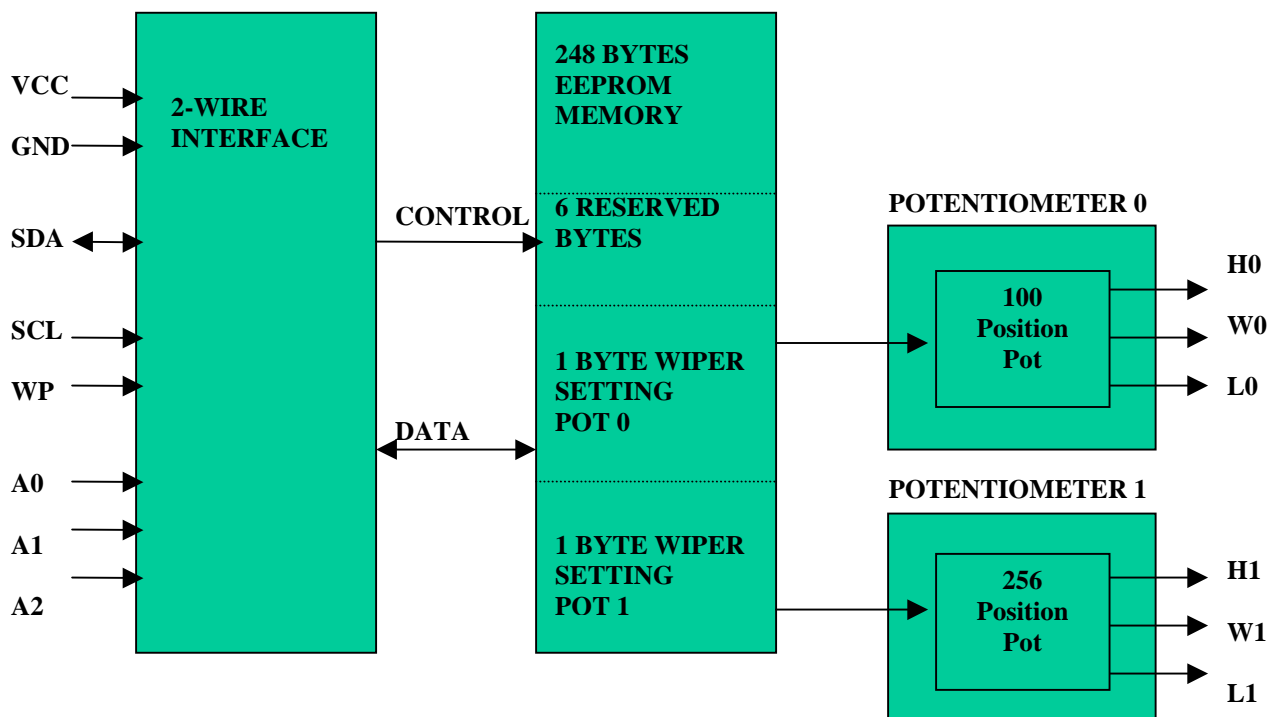 VCC
GND
SDA
SCL
WP
A0
A1
A2
2-WIRE
INTERFACE
CONTROL
DATA
248 BYTES
EEPROM
MEMORY
6 RESERVED
BYTES
1 BYTE WIPER
SETTING
POT 0
1 BYTE WIPER
SETTING
POT 1
POTENTIOMETER 0
100
Position
Pot
H0
W0
L0
POTENTIOMETER 1
256
Position
Pot
H1
W1
L1